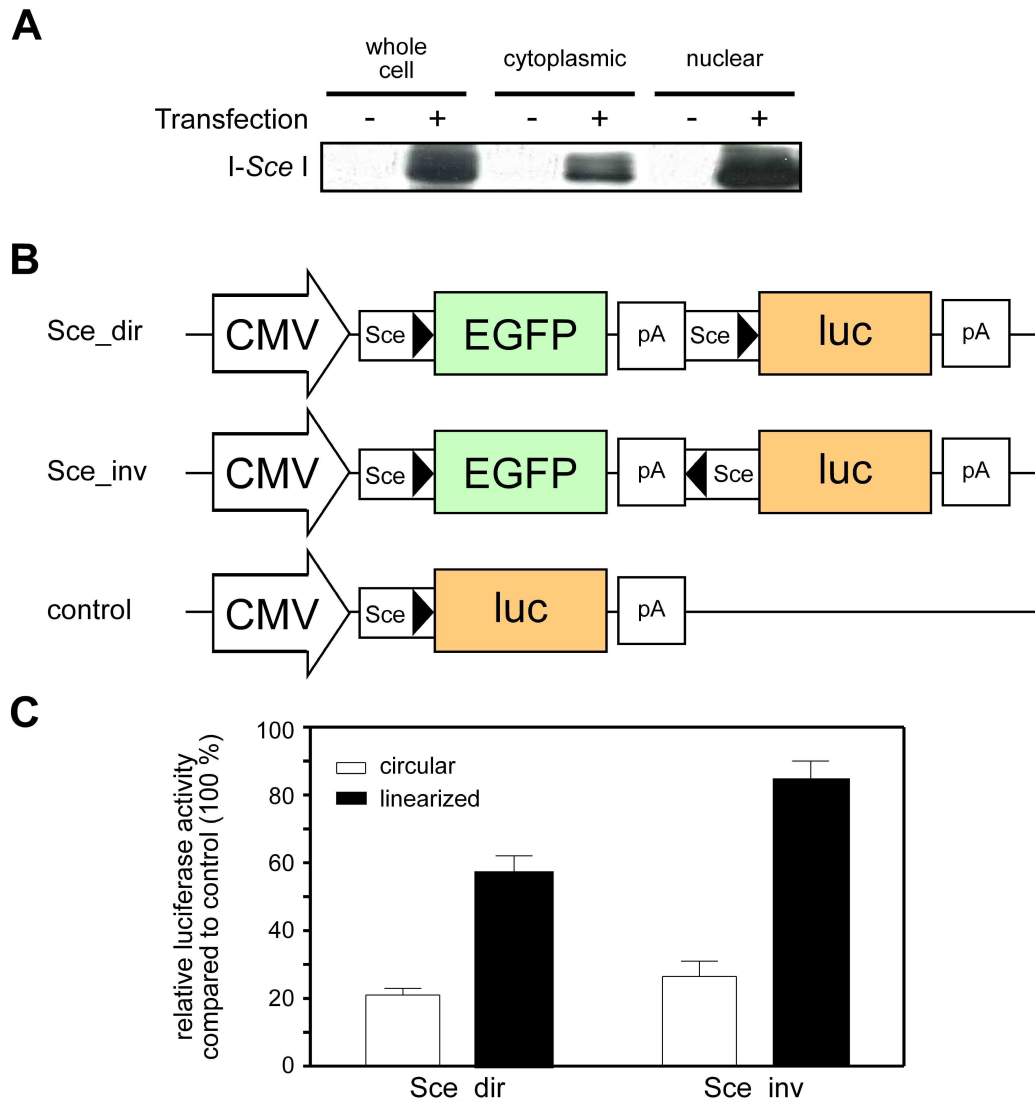 A
whole
cell
cytoplasmic
nuclear
Transfection - + - + - +
I-Sce I
B
Sce_dir CMV Sce EGFP pA Sce luc pA
Sce_inv CMV Sce EGFP pA Sce luc pA
control CMV Sce luc pA
C
relative luciferase activity
compared to control (100 %)
100
80
60
40
20
0
circular
linearized
Sce dir
Sce inv